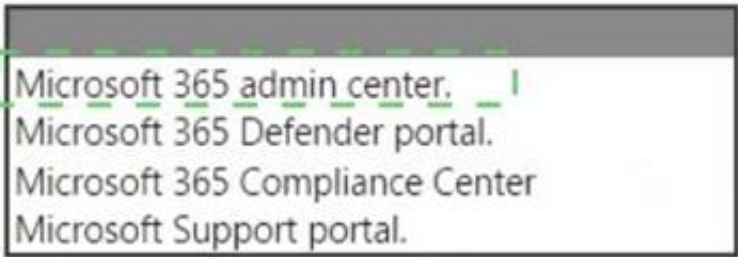 Microsoft 365 admin center.
Microsoft 365 Defender portal.
Microsoft 365 Compliance Center
Microsoft Support portal.